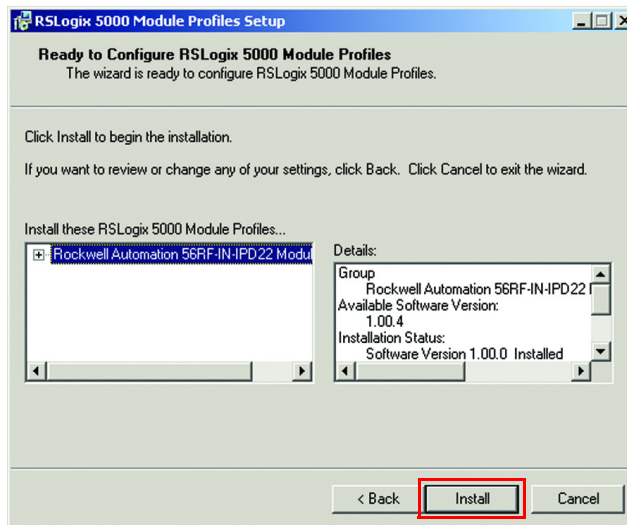 RSLogix 5000 Module Profiles Setup
Ready to Configure RSLogix 5000 Module Profiles
The wizard is ready to configure RSLogix 5000 Module Profiles.
Click Install to begin the installation.
If you want to review or change any of your settings, click Back. Click Cancel to exit the wizard.
Install these RSLogix 5000 Module Profiles...
Rockwell Automation 56RF-IN-IPD22 Modul
Details:
Group
Rockwell Automation 56RF-IN-IPD22
Available Software Version:
1.00.4
Installation Status:
Software Version 1.00.0 Installed
< Back
Install
Cancel